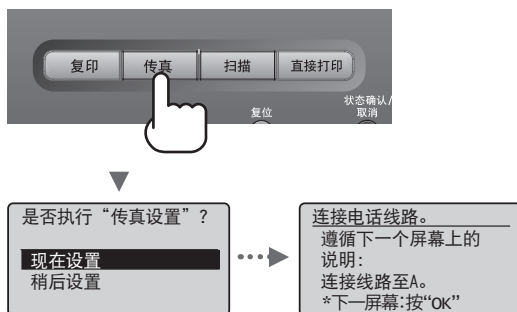 复印 传真 扫描 直接打印
复位 状态确认/
取消
是否执行“传真设置”?
现在设置
稍后设置
连接电话线路。
遵循下一个屏幕上的
说明:
连接线路至A。
*下一屏幕:按“OK”